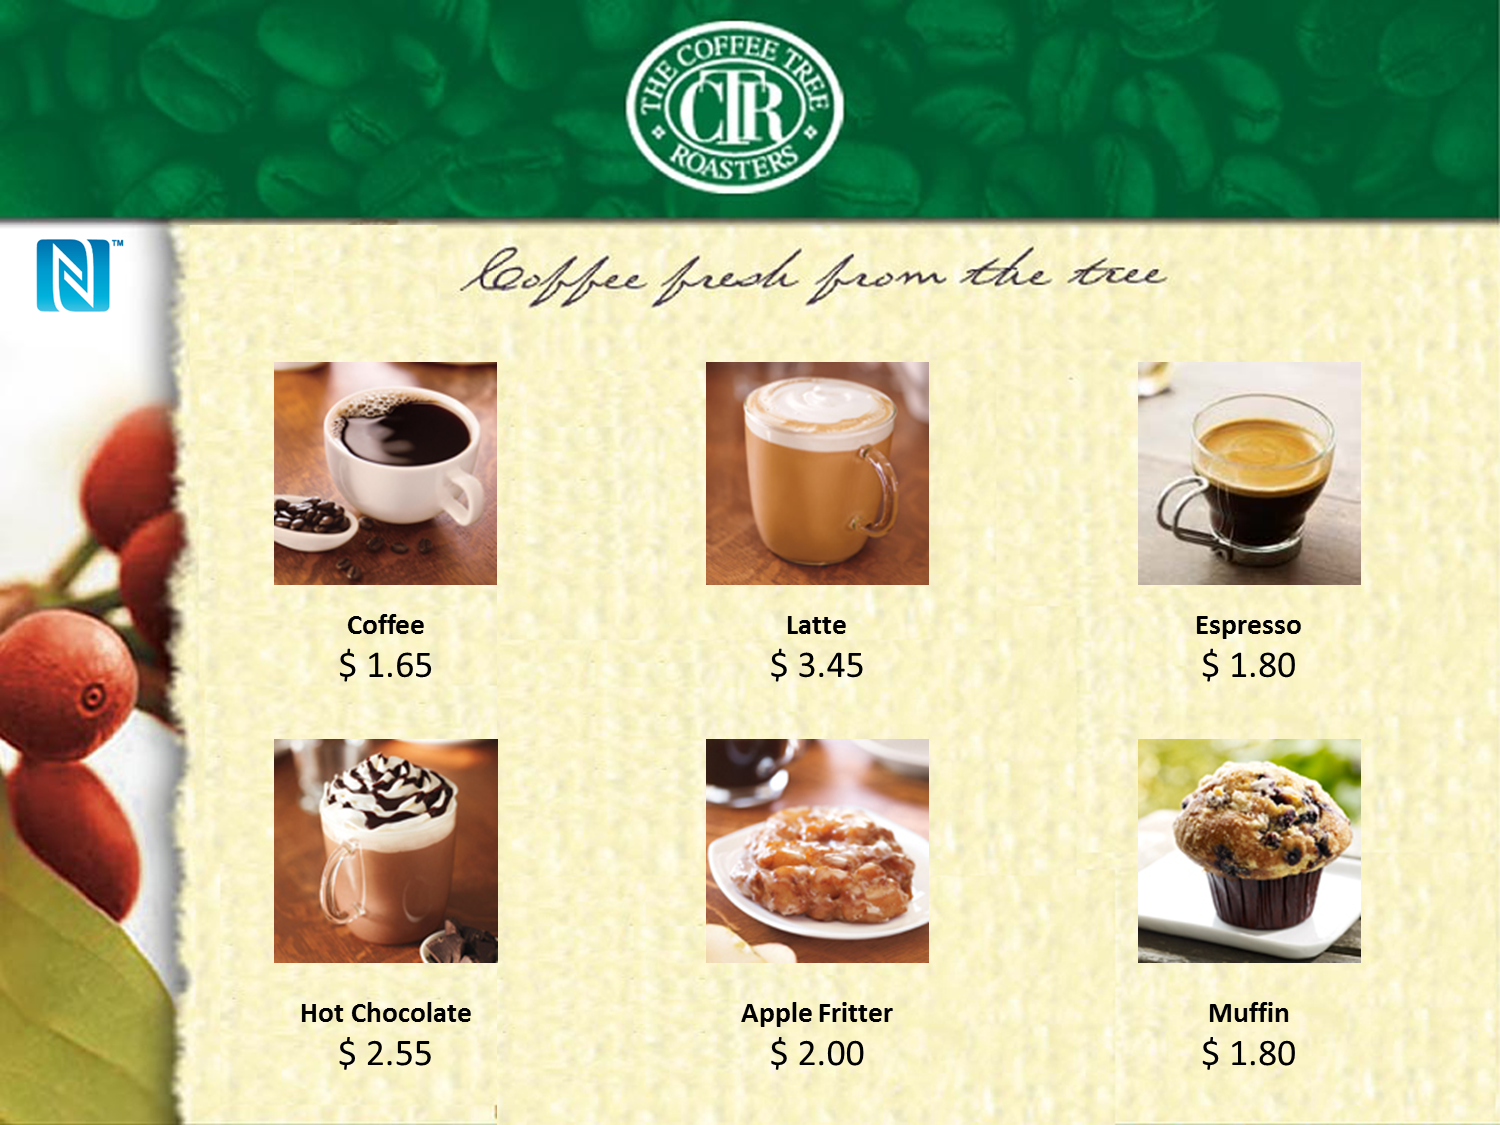 THE COFFEE TREE
CTR
ROASTERS
N™
Coffee fresh from the tree
Coffee
$ 1.65
Latte
$ 3.45
Espresso
$ 1.80
Hot Chocolate
$ 2.55
Apple Fritter
$ 2.00
Muffin
$ 1.80